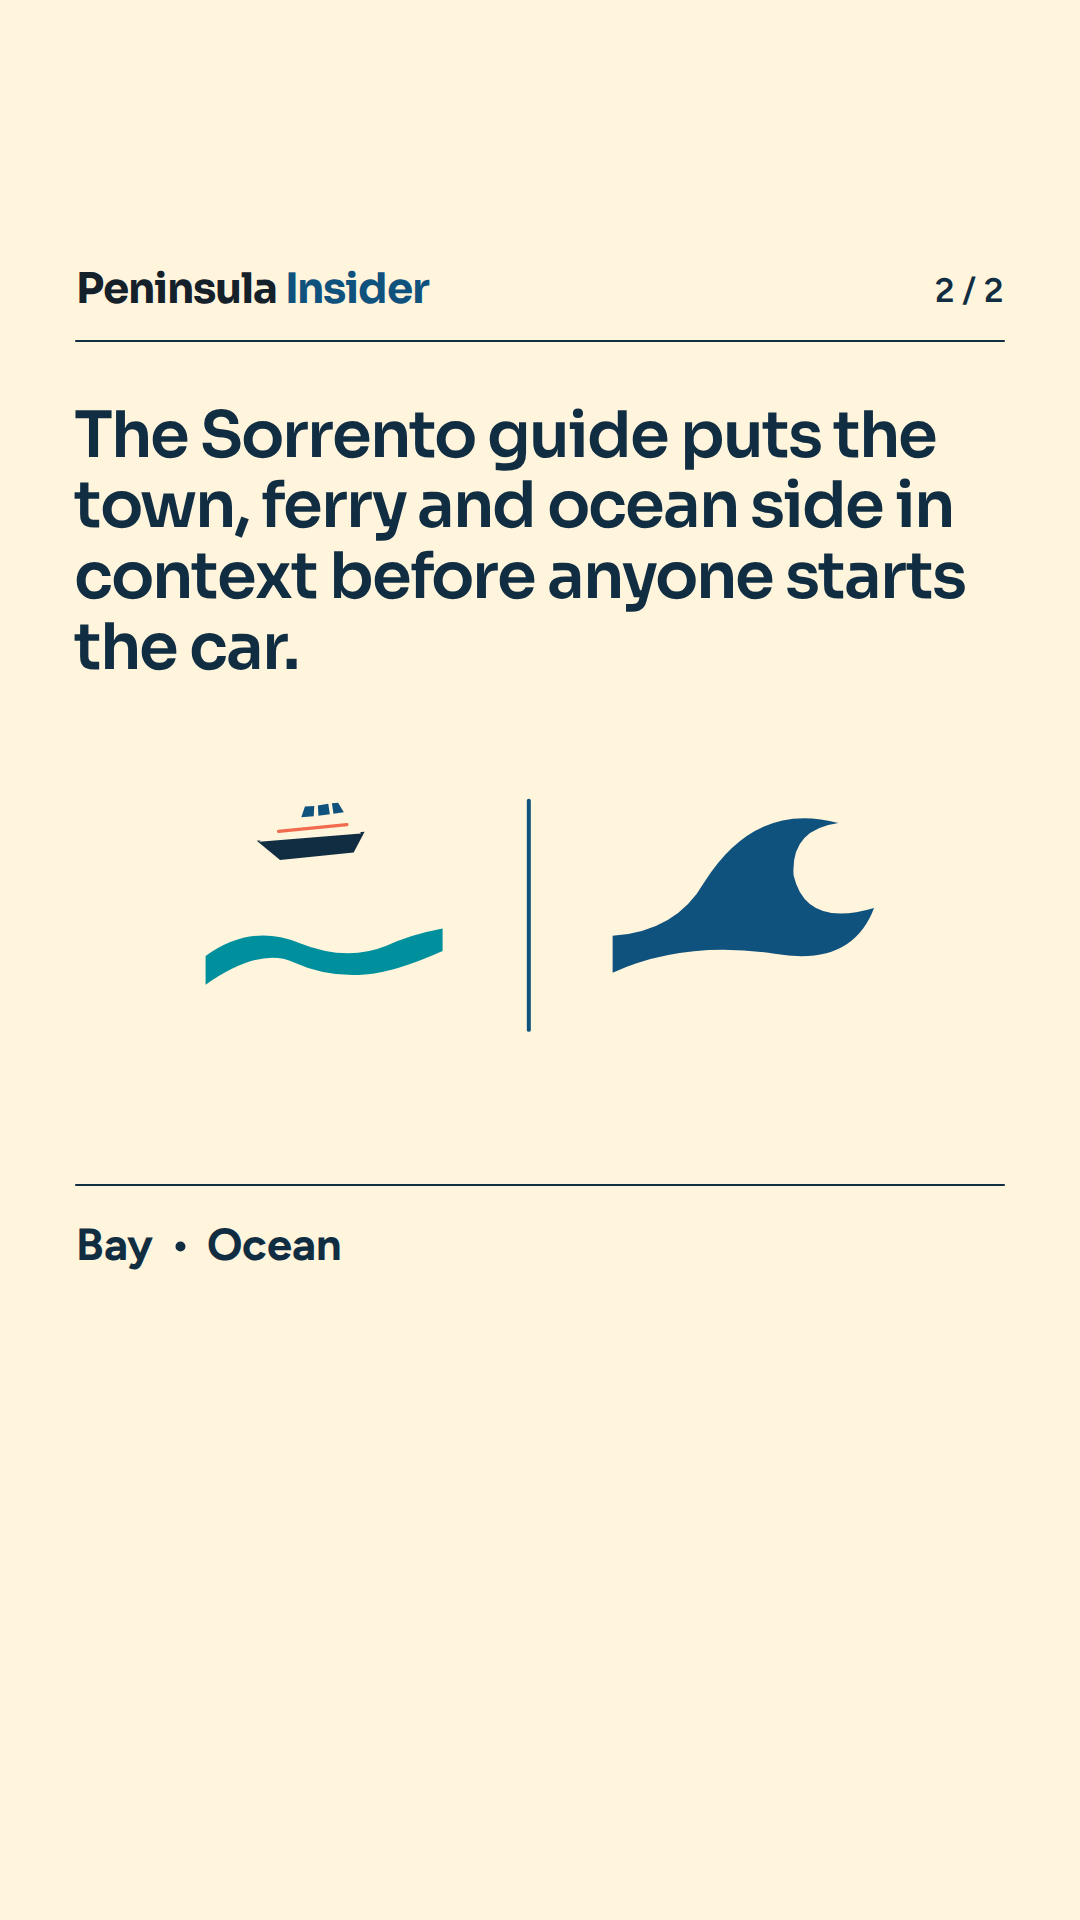 Peninsula Insider
2 / 2
The Sorrento guide puts the
town, ferry and ocean side in
context before anyone starts
the car.
Bay • Ocean